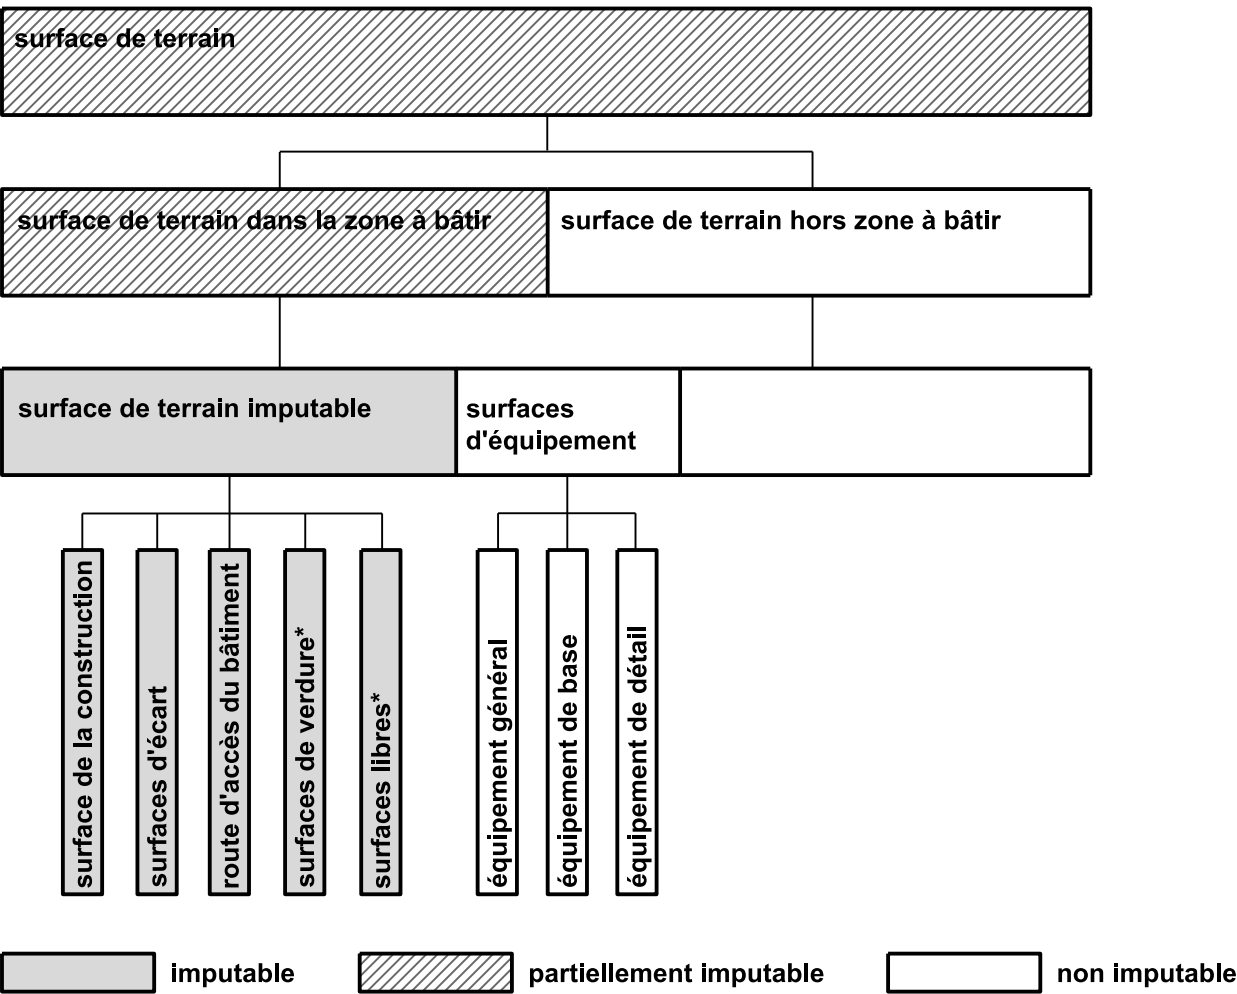 surface de terrain
surface de terrain dans la zone à bâtir
surface de terrain hors zone à bâtir
surface de terrain imputable
surfaces
d'équipement
surface de la construction
surfaces d'écart
route d'accès du bâtiment
surfaces de verdure*
surfaces libres*
équipement général
équipement de base
équipement de détail
imputable
partiellement imputable
non imputable